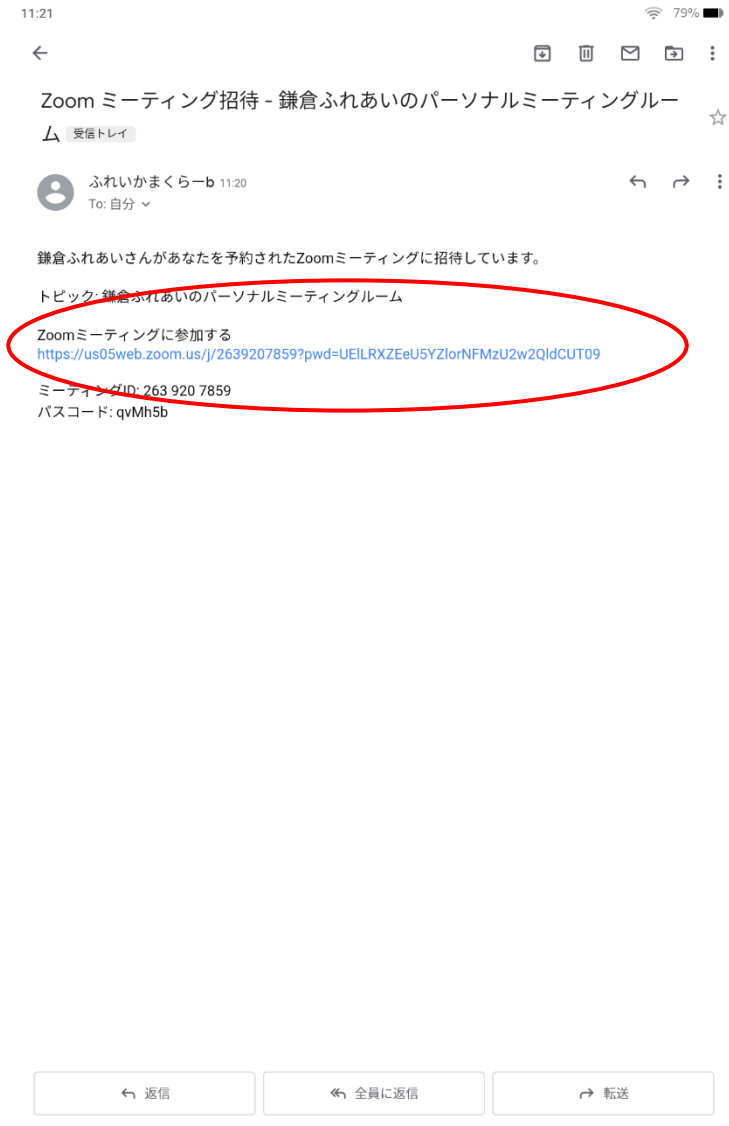 11:21
79%
Zoom ミーティング招待 - 鎌倉ふれあいのパーソナルミーティングルー
ム 受信トレイ
ふれいかまくらーb 11:20
To: 自分
鎌倉ふれあいさんがあなたを予約されたZoomミーティングに招待しています。
トピック: 鎌倉ふれあいのパーソナルミーティングルーム
Zoomミーティングに参加する
https://us05web.zoom.us/j/2639207859?pwd=UElLRXZEeU5YZlorNFMzU2w2QldCUT09
ミーティングID: 263 920 7859
パスコード: qvMh5b
返信
全員に返信
転送